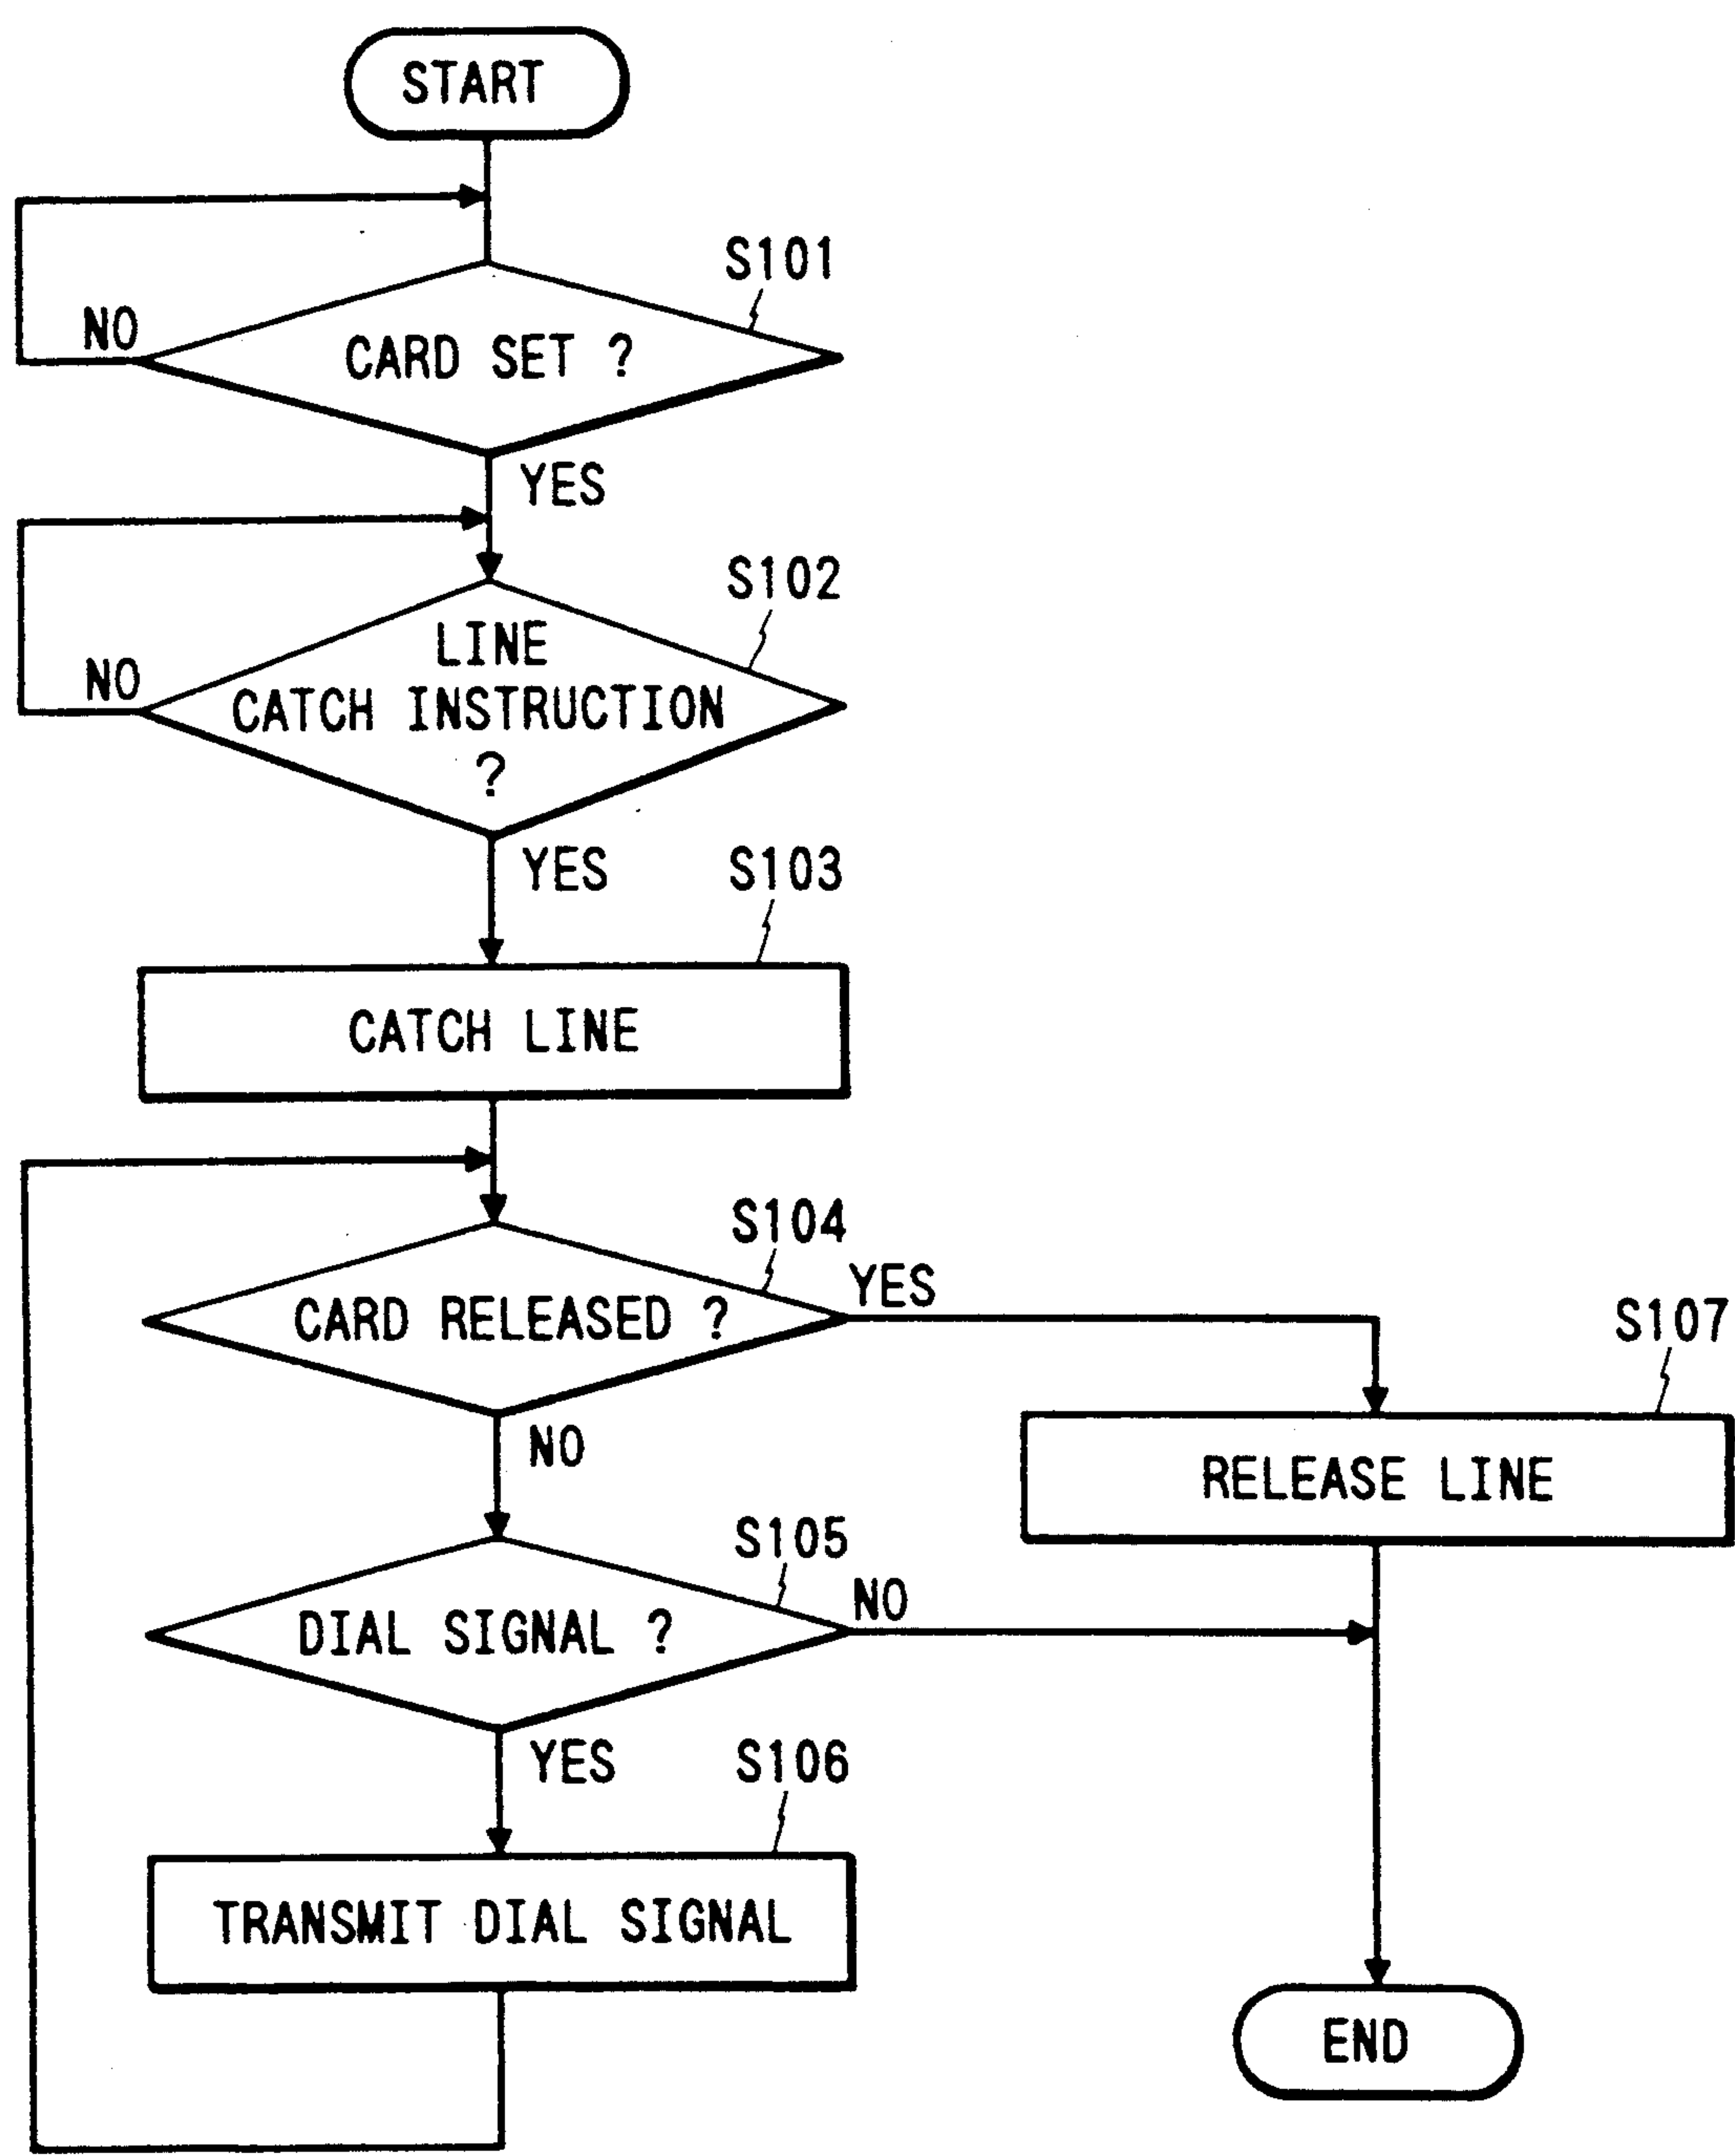 START
S101
NO
CARD SET ?
YES
S102
LINE
CATCH INSTRUCTION
?
NO
YES
S103
CATCH LINE
S104
CARD RELEASED ?
YES
S107
RELEASE LINE
NO
S105
DIAL SIGNAL ?
NO
YES
S106
TRANSMIT DIAL SIGNAL
END